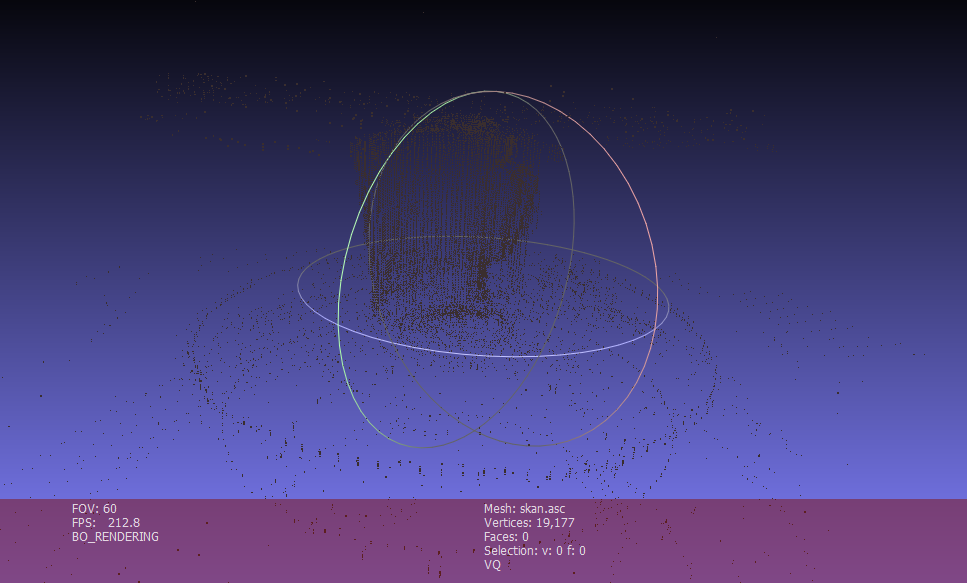 FOV: 60
FPS: 212.8
BO_RENDERING
Mesh: skan.asc
Vertices: 19,177
Faces: 0
Selection: v: 0 f: 0
VQ